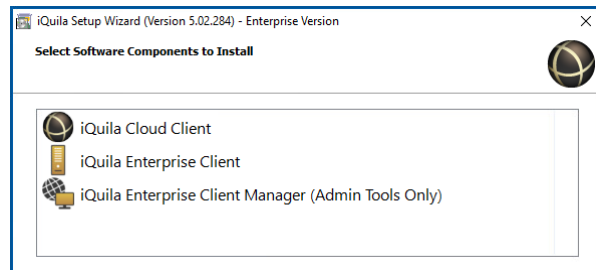 iQuila Setup Wizard (Version 5.02.284) - Enterprise Version
Select Software Components to Install
iQuila Cloud Client
iQuila Enterprise Client
iQuila Enterprise Client Manager (Admin Tools Only)